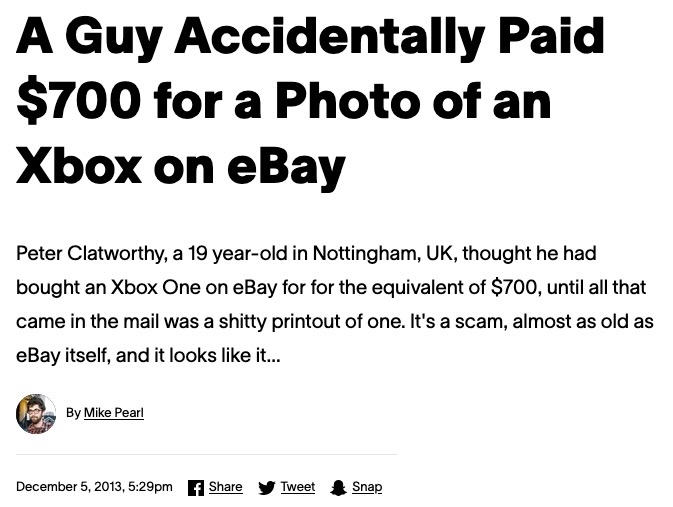 A Guy Accidentally Paid
$700 for a Photo of an
Xbox on eBay
Peter Clatworthy, a 19 year-old in Nottingham, UK, thought he had
bought an Xbox One on eBay for for the equivalent of $700, until all that
came in the mail was a shitty printout of one. It's a scam, almost as old as
eBay itself, and it looks like it...
By Mike Pearl
December 5, 2013, 5:29pm Share Tweet Snap